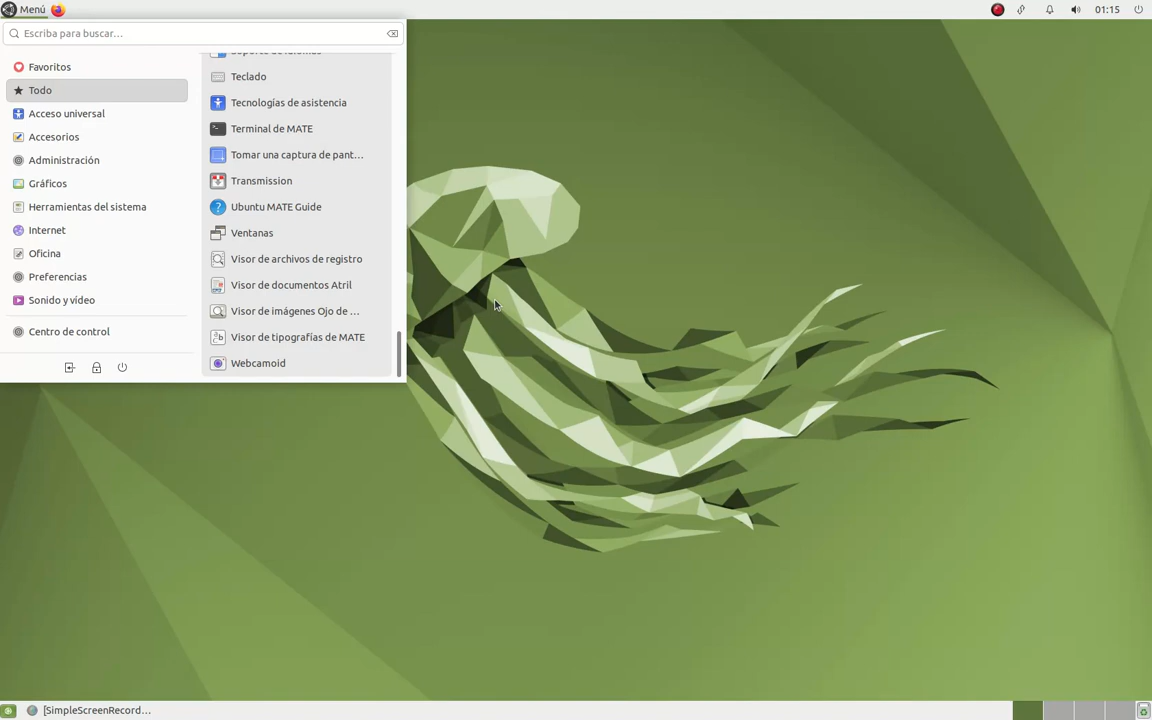 Menú
01:15
Escriba para buscar...
Favoritos
Todo
Acceso universal
Accesorios
Administración
Gráficos
Herramientas del sistema
Internet
Oficina
Preferencias
Sonido y vídeo
Centro de control
Soporte de idiomas
Teclado
Tecnologías de asistencia
Terminal de MATE
Tomar una captura de pant...
Transmission
Ubuntu MATE Guide
Ventanas
Visor de archivos de registro
Visor de documentos Atril
Visor de imágenes Ojo de ...
Visor de tipografías de MATE
Webcamoid
[SimpleScreenRecord...